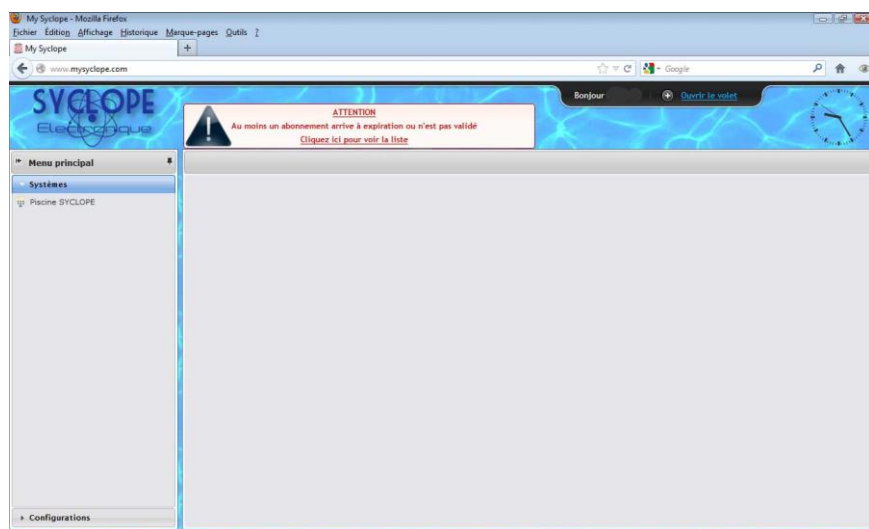 My Syclope - Mozilla Firefox
Fichier Édition Affichage Historique Marque-pages Outils ?
My Syclope
www.mysyclope.com
Google
SYCLOPE
Electronique
ATTENTION
Au moins un abonnement arrive à expiration ou n'est pas validé
Cliquez ici pour voir la liste
Bonjour
Ouvrir le volet
Menu principal
Systèmes
Piscine SYCLOPE
Configurations